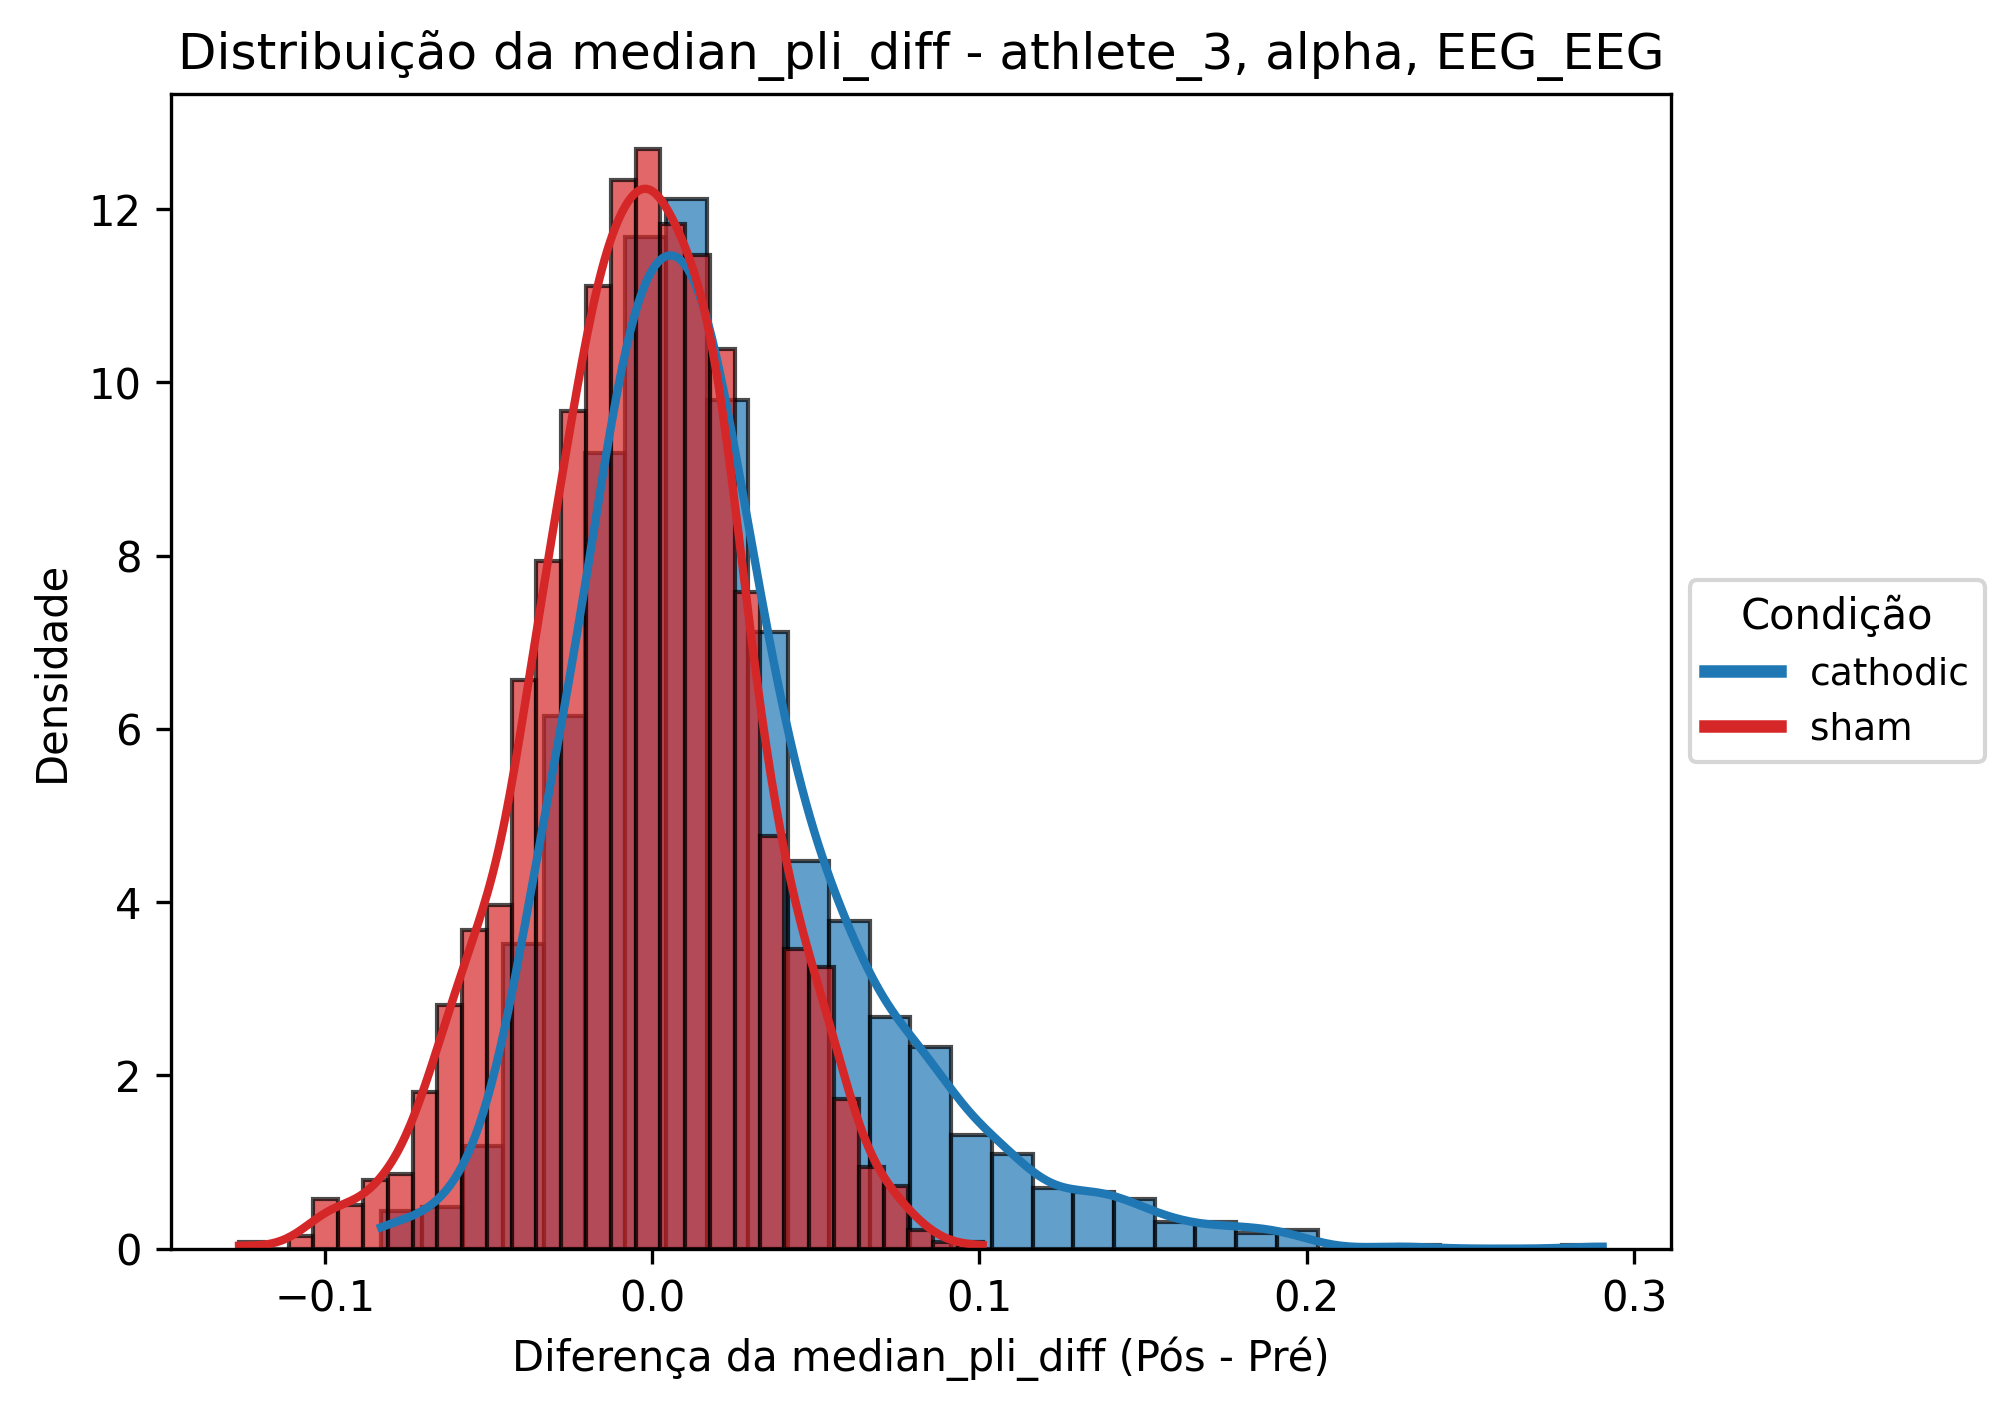 Distribuição da median_pli_diff - athlete_3, alpha, EEG_EEG
Densidade
12
10
8
6
4
2
0
−0.1
0.0
0.1
0.2
0.3
Diferença da median_pli_diff (Pós - Pré)
Condição
cathodic
sham